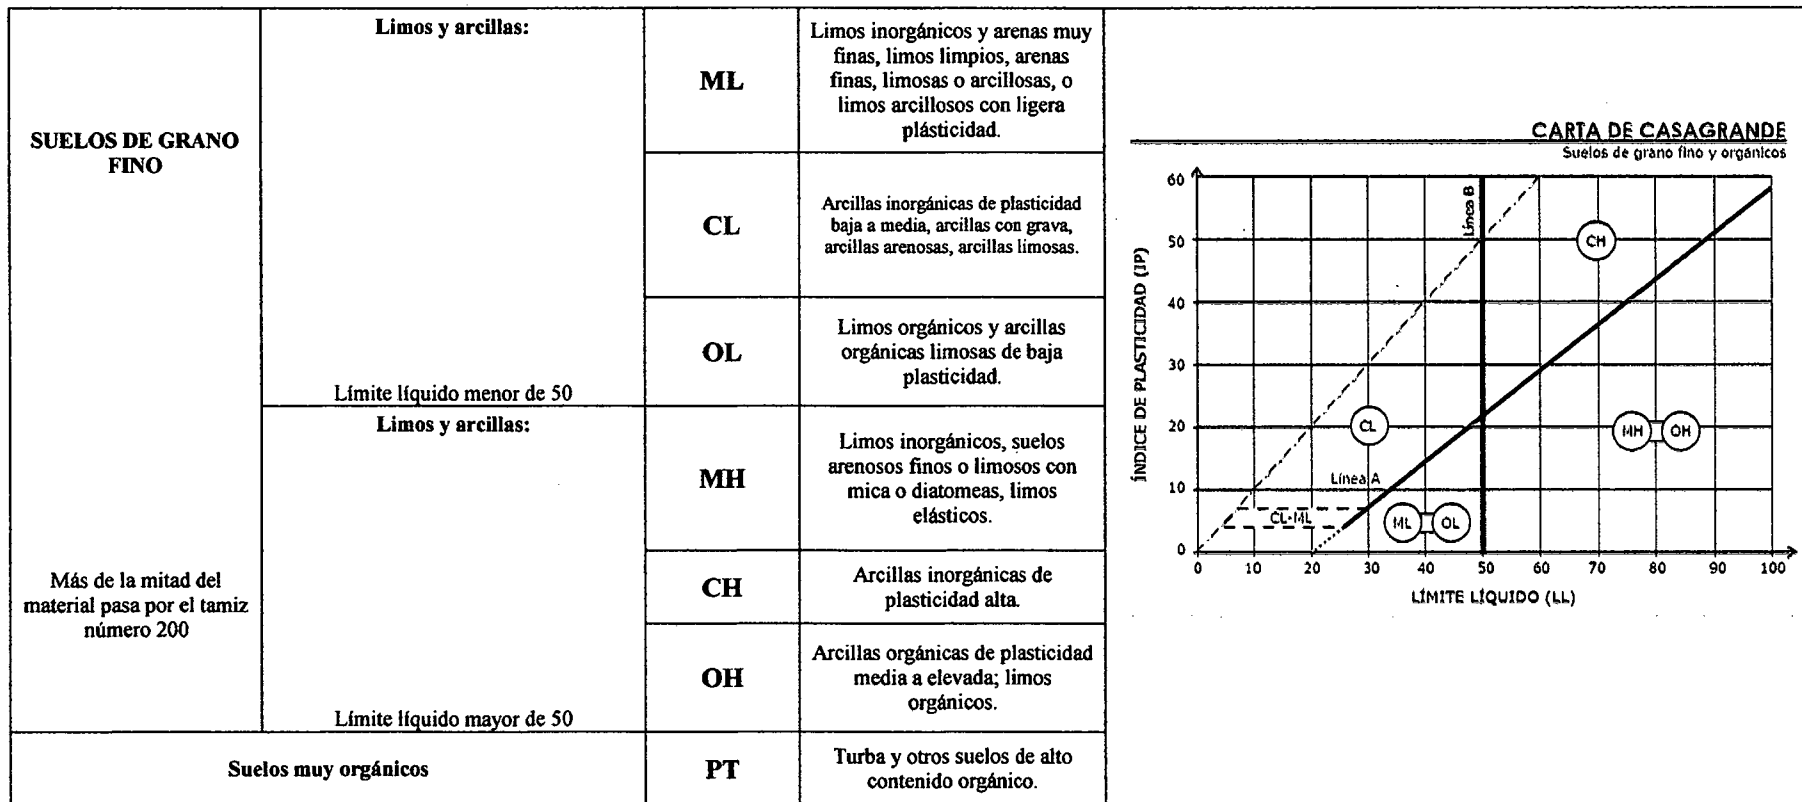 SUELOS DE GRANO
FINO
Más de la mitad del
material pasa por el tamiz
número 200
Limos y arcillas:
Límite líquido menor de 50
ML
Limos inorgánicos y arenas muy
finas, limos limpios, arenas
finas, limosas o arcillosas, o
limos arcillosos con ligera
plásticidad.
CL
Arcillas inorgánicas de plasticidad
baja a media, arcillas con grava,
arcillas arenosas, arcillas limosas.
OL
Limos orgánicos y arcillas
orgánicas limosas de baja
plasticidad.
Limos y arcillas:
Límite líquido mayor de 50
MH
Limos inorgánicos, suelos
arenosos finos o limosos con
mica o diatomeas, limos
elásticos.
CH
Arcillas inorgánicas de
plasticidad alta.
OH
Arcillas orgánicas de plasticidad
media a elevada; limos
orgánicos.
Suelos muy orgánicos
PT
Turba y otros suelos de alto
contenido orgánico.
CARTA DE CASAGRANDE
Suelos de grano fino y orgánicos
ÍNDICE DE PLASTICIDAD (IP)
60
50
40
30
20
10
0
Línea B
CH
CL
MH
OH
Línea A
CL-ML
ML
OL
0 10 20 30 40 50 60 70 80 90 100
LÍMITE LÍQUIDO (LL)